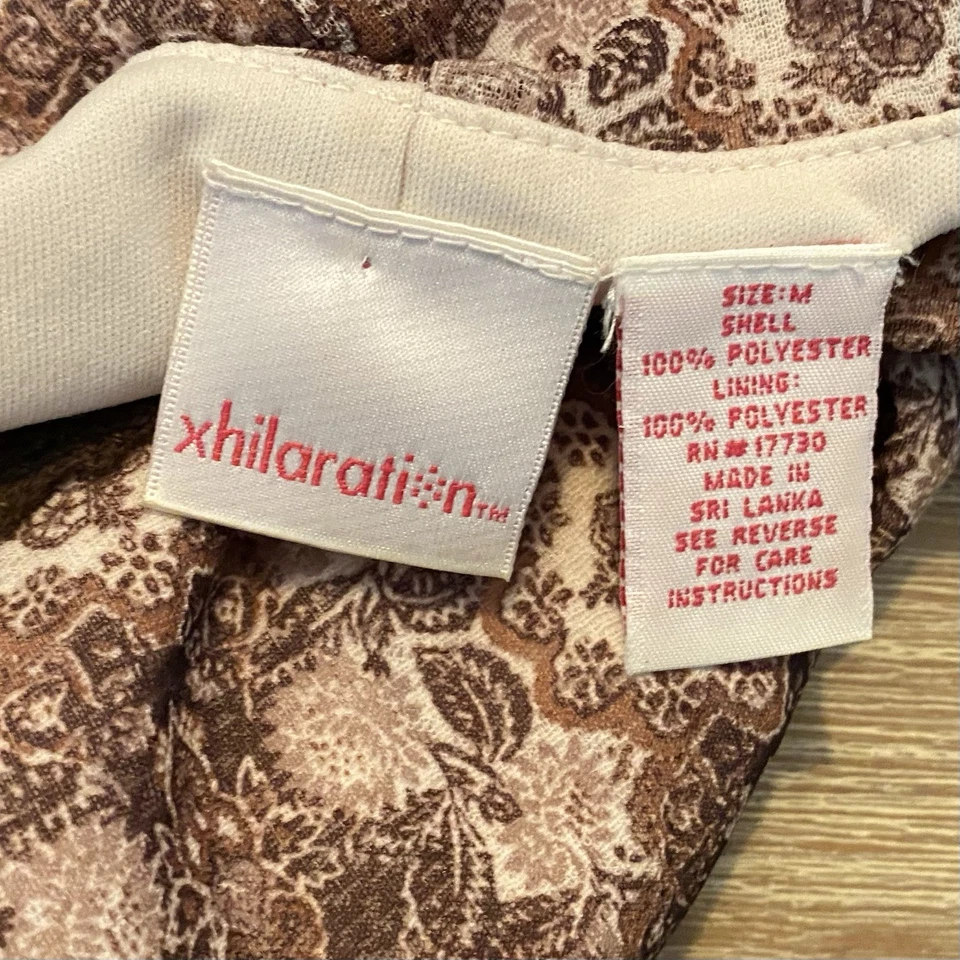 xhilaration™
SIZE:M
SHELL
100% POLYESTER
LINING:
100% POLYESTER
RN#17730
MADE IN
SRI LANKA
SEE REVERSE
FOR CARE
INSTRUCTIONS